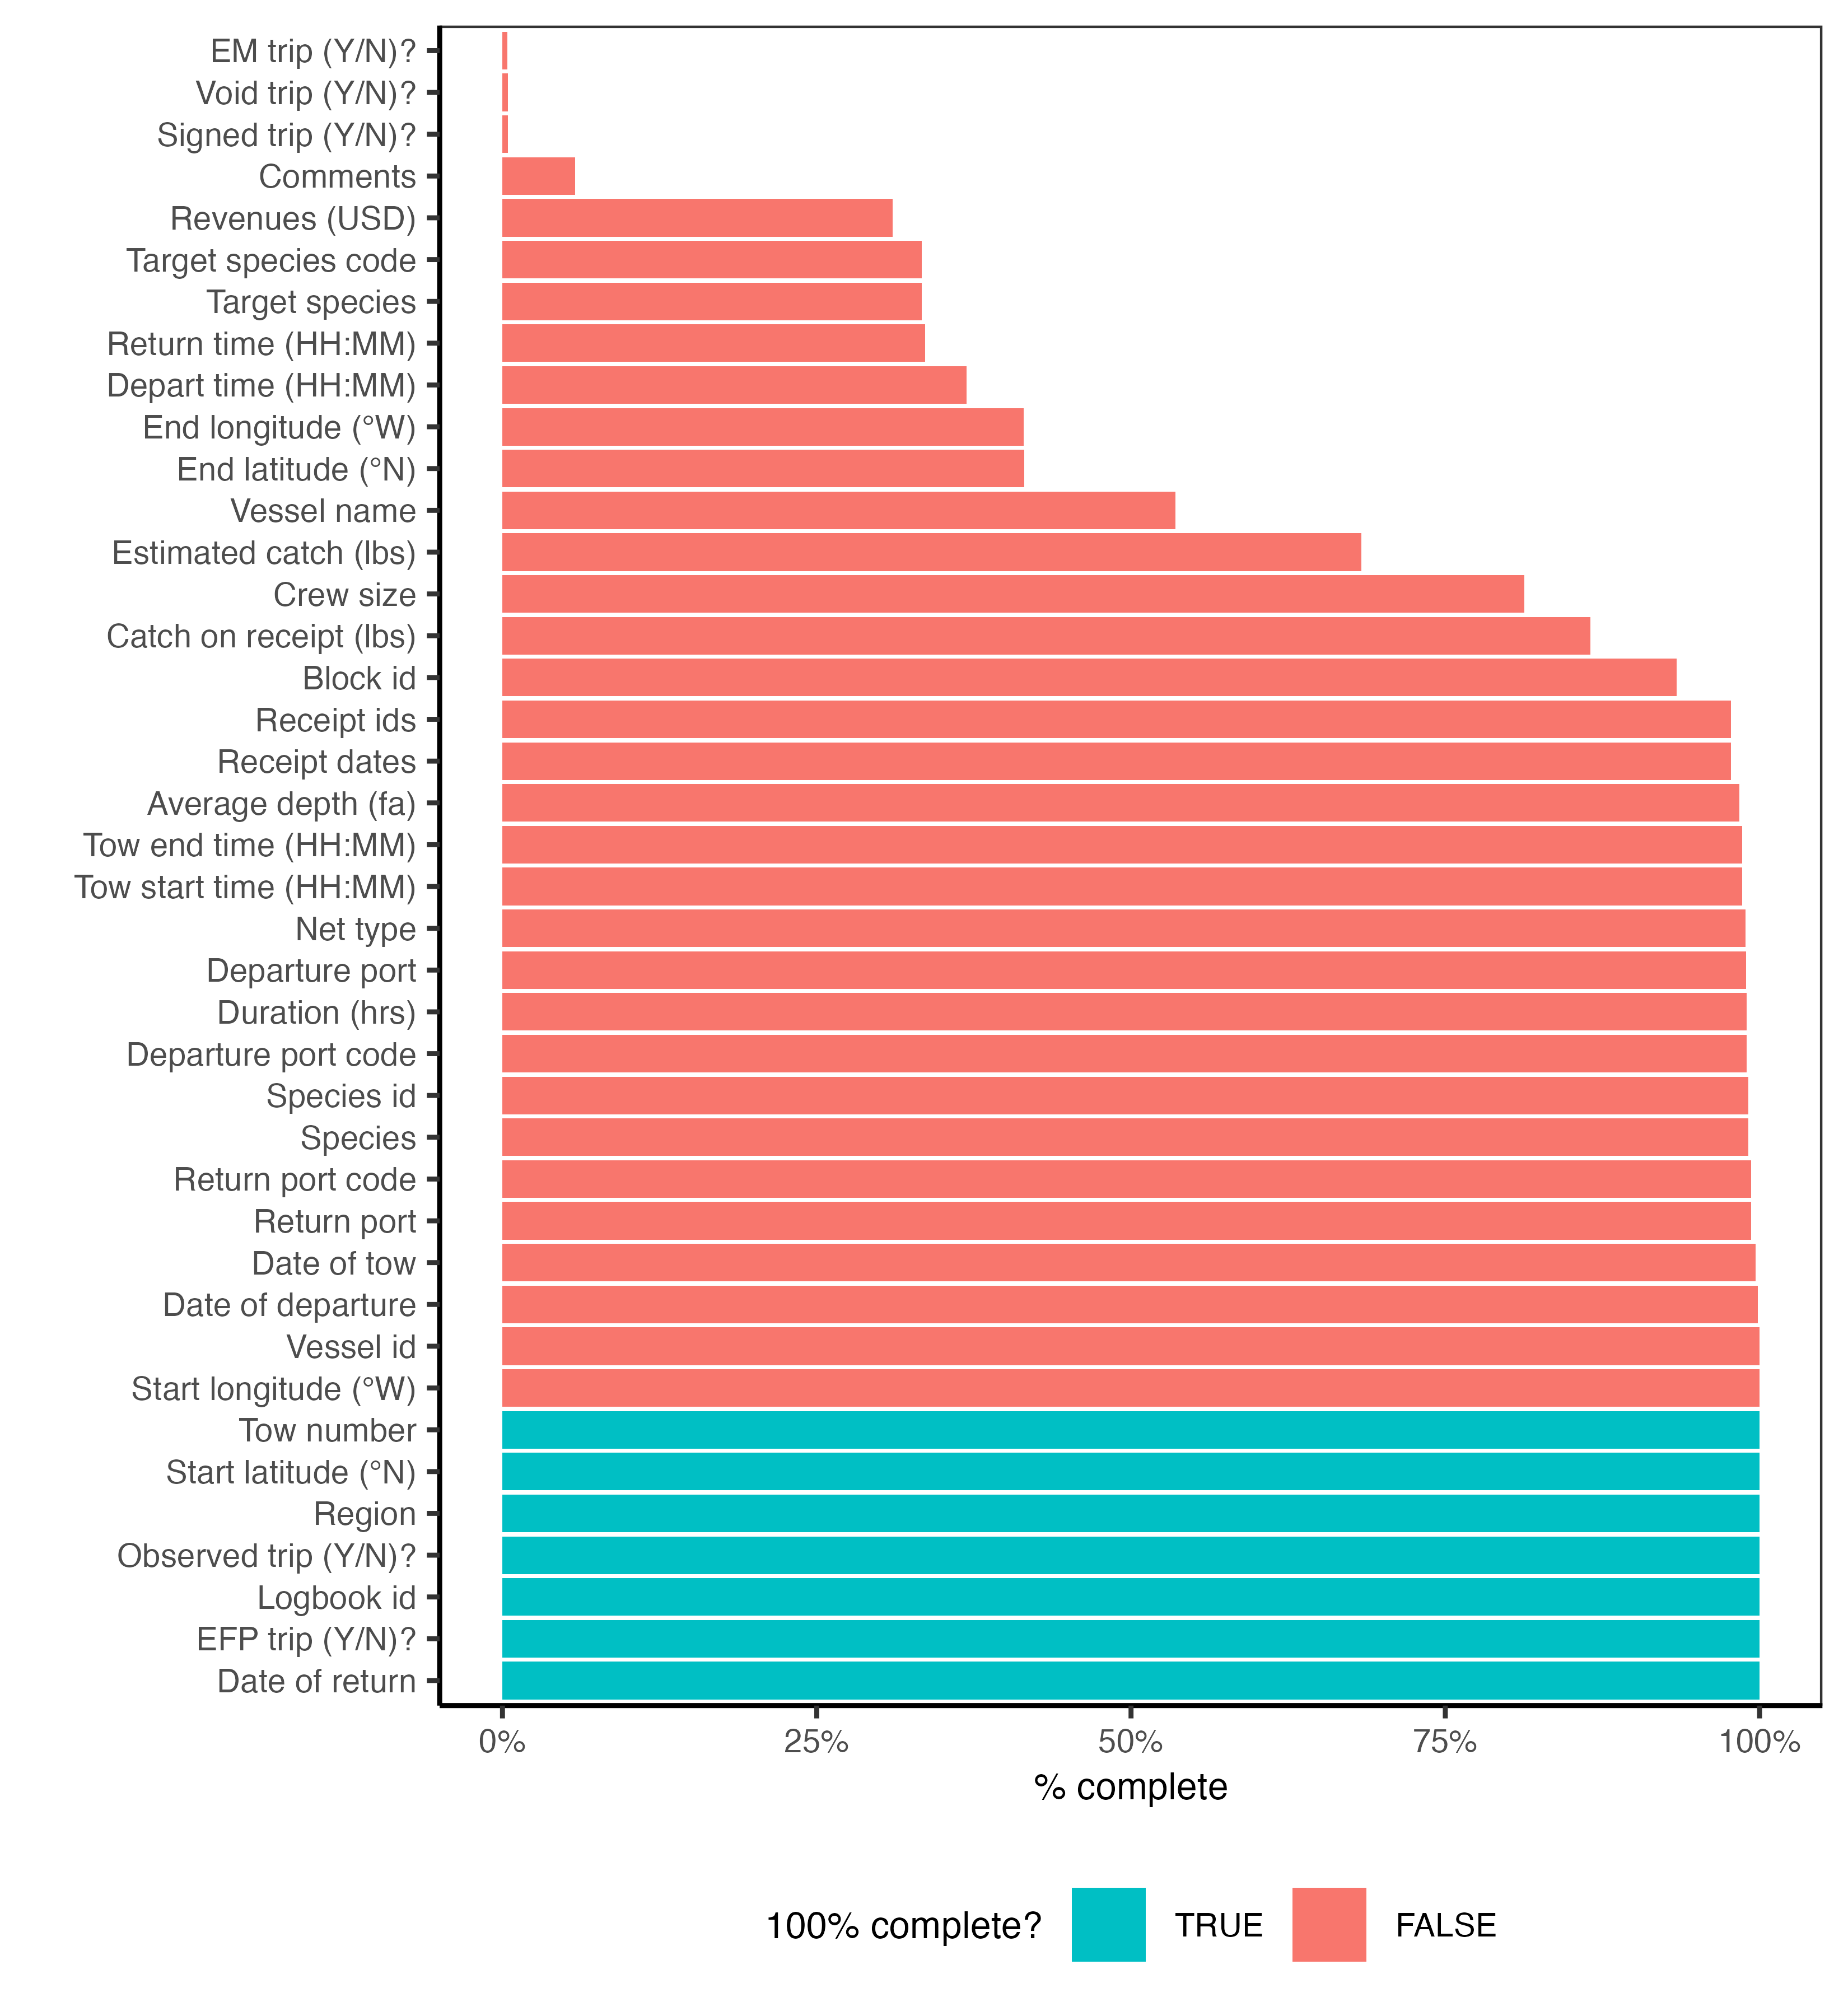 EM trip (Y/N)?
Void trip (Y/N)?
Signed trip (Y/N)?
Comments
Revenues (USD)
Target species code
Target species
Return time (HH:MM)
Depart time (HH:MM)
End longitude (°W)
End latitude (°N)
Vessel name
Estimated catch (lbs)
Crew size
Catch on receipt (lbs)
Block id
Receipt ids
Receipt dates
Average depth (fa)
Tow end time (HH:MM)
Tow start time (HH:MM)
Net type
Departure port
Duration (hrs)
Departure port code
Species id
Species
Return port code
Return port
Date of tow
Date of departure
Vessel id
Start longitude (°W)
Tow number
Start latitude (°N)
Region
Observed trip (Y/N)?
Logbook id
EFP trip (Y/N)?
Date of return
0% 25% 50% 75% 100%
% complete
100% complete? TRUE FALSE